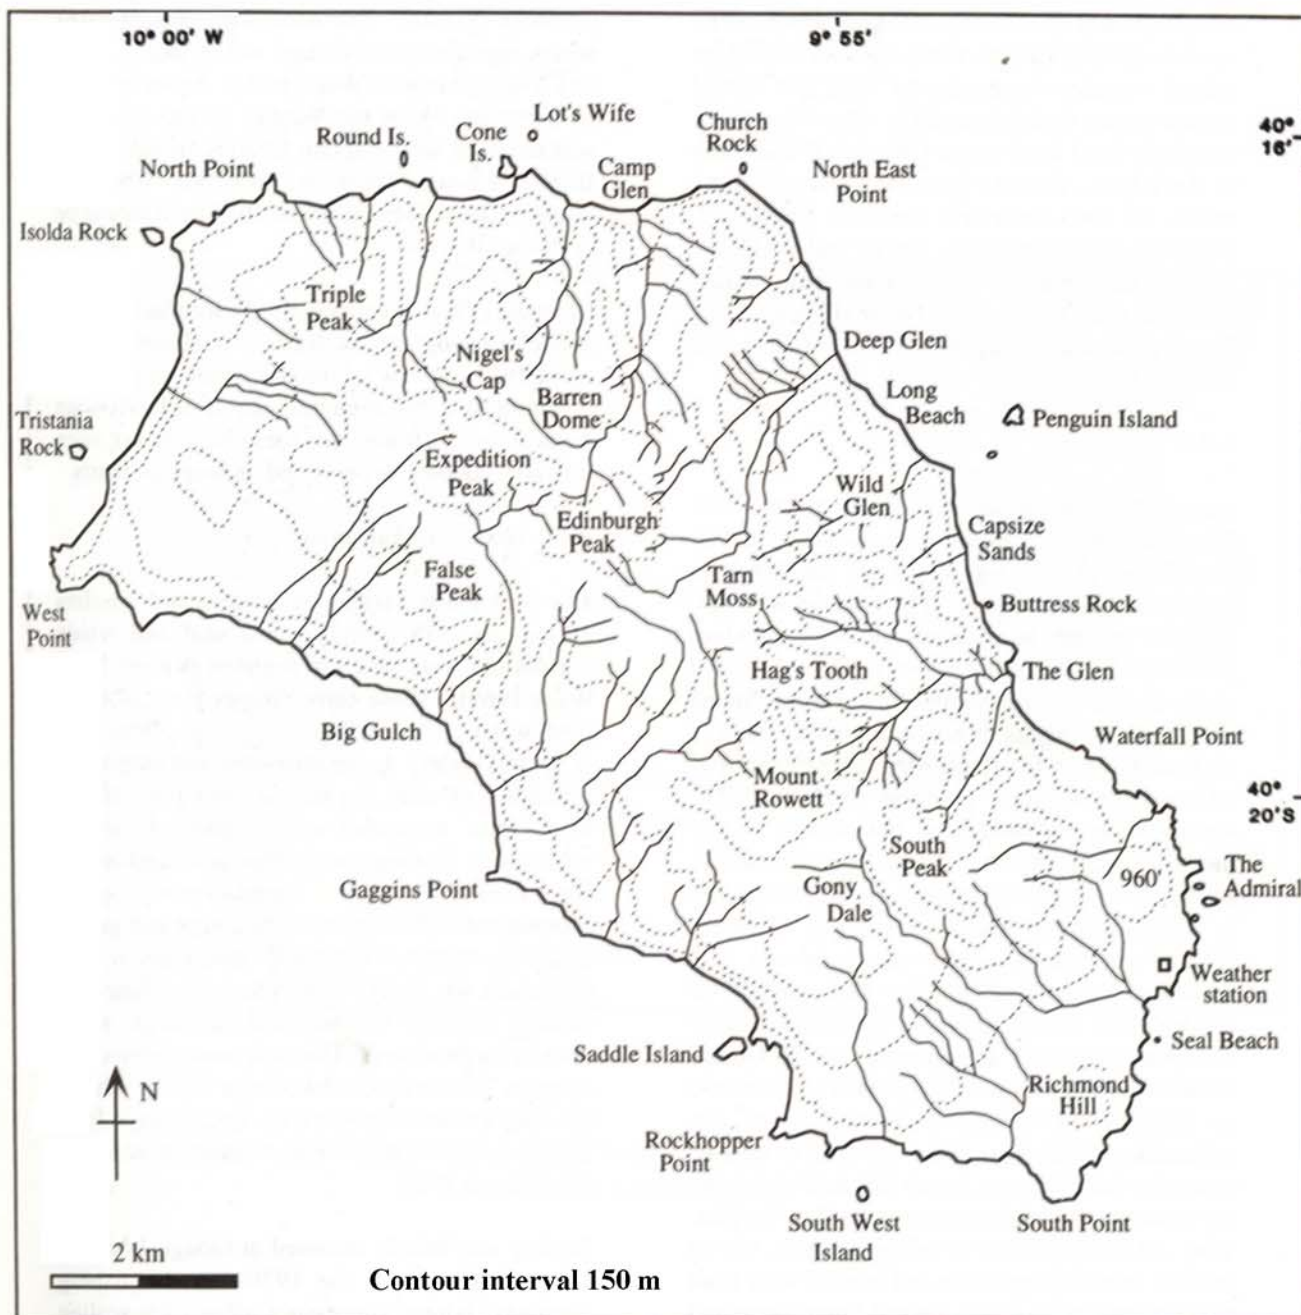 10° 00' W
9° 55'
Lot's Wife
Church
Rock
40°
16'
Round Is.
Cone
Is.
North Point
Camp
Glen
North East
Point
Isolda Rock
Triple
Peak
Deep Glen
Nigel's
Cap
Barren
Dome
Long
Beach
Penguin Island
Tristania
Rock
Expedition
Peak
Wild
Glen
Edinburgh
Peak
Capsize
Sands
False
Peak
Tarn
Moss
Buttress Rock
West
Point
Hag's Tooth
The Glen
Big Gulch
Waterfall Point
Mount
Rowett
40°
20'S
South
Peak
The
Admiral
960'
Gaggins Point
Gony
Dale
Weather
station
Seal Beach
Saddle Island
N
Richmond
Hill
Rockhopper
Point
South West
Island
South Point
2 km
Contour interval 150 m